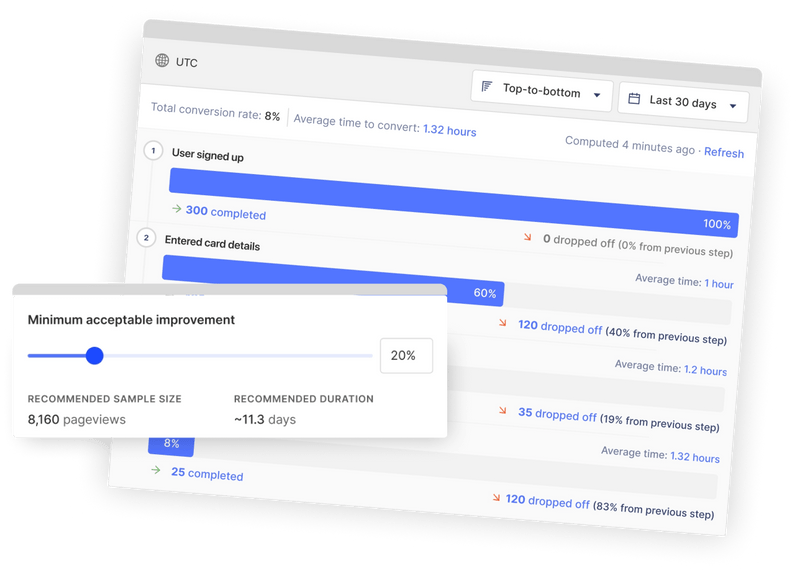 UTC
Top-to-bottom
Last 30 days
Total conversion rate: 8%
Average time to convert: 1.32 hours
Computed 4 minutes ago · Refresh
1
User signed up
100%
300 completed
0 dropped off (0% from previous step)
2
Entered card details
Average time: 1 hour
60%
120 dropped off (40% from previous step)
Average time: 1.2 hours
35 dropped off (19% from previous step)
Average time: 1.32 hours
8%
25 completed
120 dropped off (83% from previous step)
Minimum acceptable improvement
20%
RECOMMENDED SAMPLE SIZE
8,160 pageviews
RECOMMENDED DURATION
~11.3 days